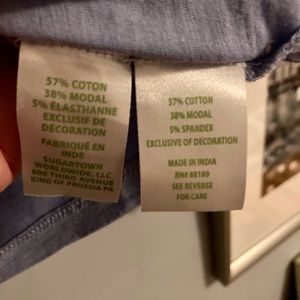 57% COTON
38% MODAL
5% ÉLASTHANNE
EXCLUSIF DE
DÉCORATION
FABRIQUÉ EN
INDE
SUGARTOWN
WORLDWIDE, LLC
800 THIRD AVENUE
KING OF PRUSSIA PA
57% COTTON
38% MODAL
5% SPANDEX
EXCLUSIVE OF DECORATION
MADE IN INDIA
RN# 88189
SEE REVERSE
FOR CARE